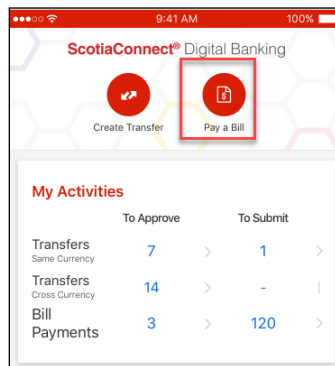 9:41 AM 100%
ScotiaConnect® Digital Banking
Create Transfer Pay a Bill
My Activities
To Approve To Submit
Transfers 7 1
Same Currency
Transfers 14 -
Cross Currency
Bill
Payments 3 120